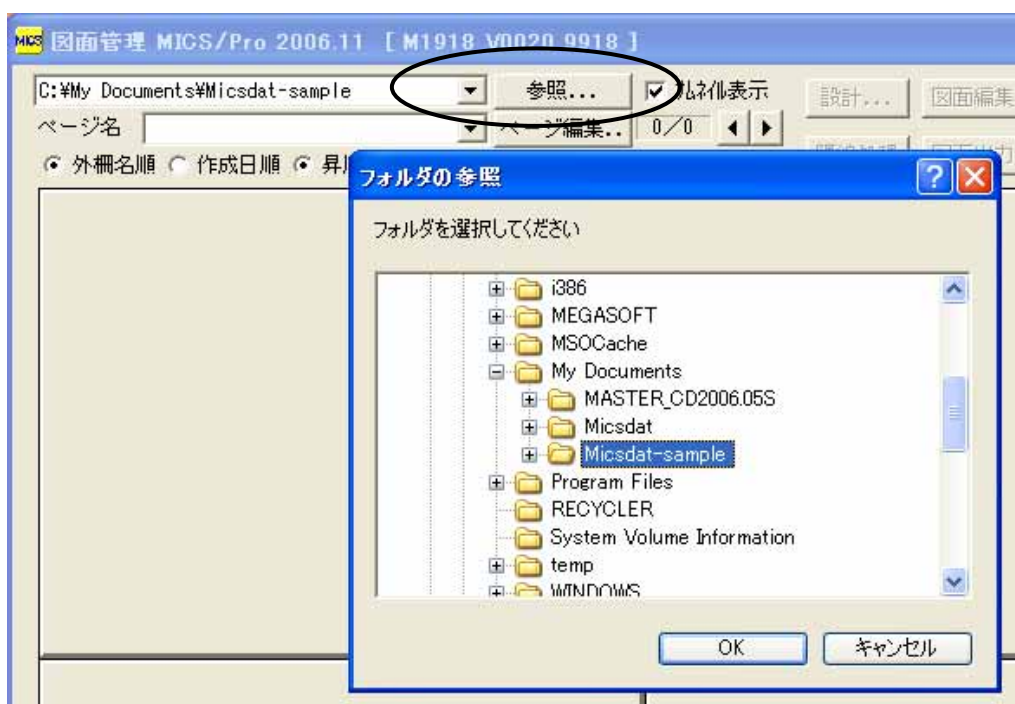 MICS 図面管理 MICS/Pro 2006.11 [ M1918 V0020 9918 ]
C:¥My Documents¥Micsdat-sample 参照... ｻﾑﾈｲﾙ表示 設計... 図面編集
ページ名 ページ編集.. 0/0
外柵名順 作成日順 昇順
フォルダの参照
フォルダを選択してください
i386
MEGASOFT
MSOCache
My Documents
MASTER_CD2006.05S
Micsdat
Micsdat-sample
Program Files
RECYCLER
System Volume Information
temp
WINDOWS
OK キャンセル